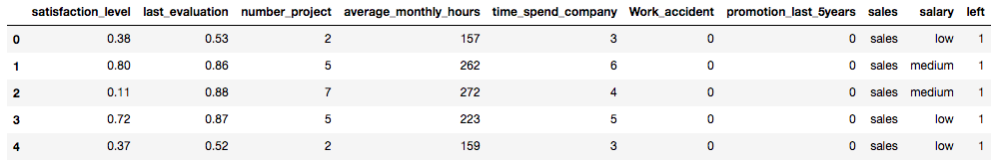 satisfaction_level last_evaluation number_project average_monthly_hours time_spend_company Work_accident promotion_last_5years sales salary left
0 0.38 0.53 2 157 3 0 0 sales low 1
1 0.80 0.86 5 262 6 0 0 sales medium 1
2 0.11 0.88 7 272 4 0 0 sales medium 1
3 0.72 0.87 5 223 5 0 0 sales low 1
4 0.37 0.52 2 159 3 0 0 sales low 1